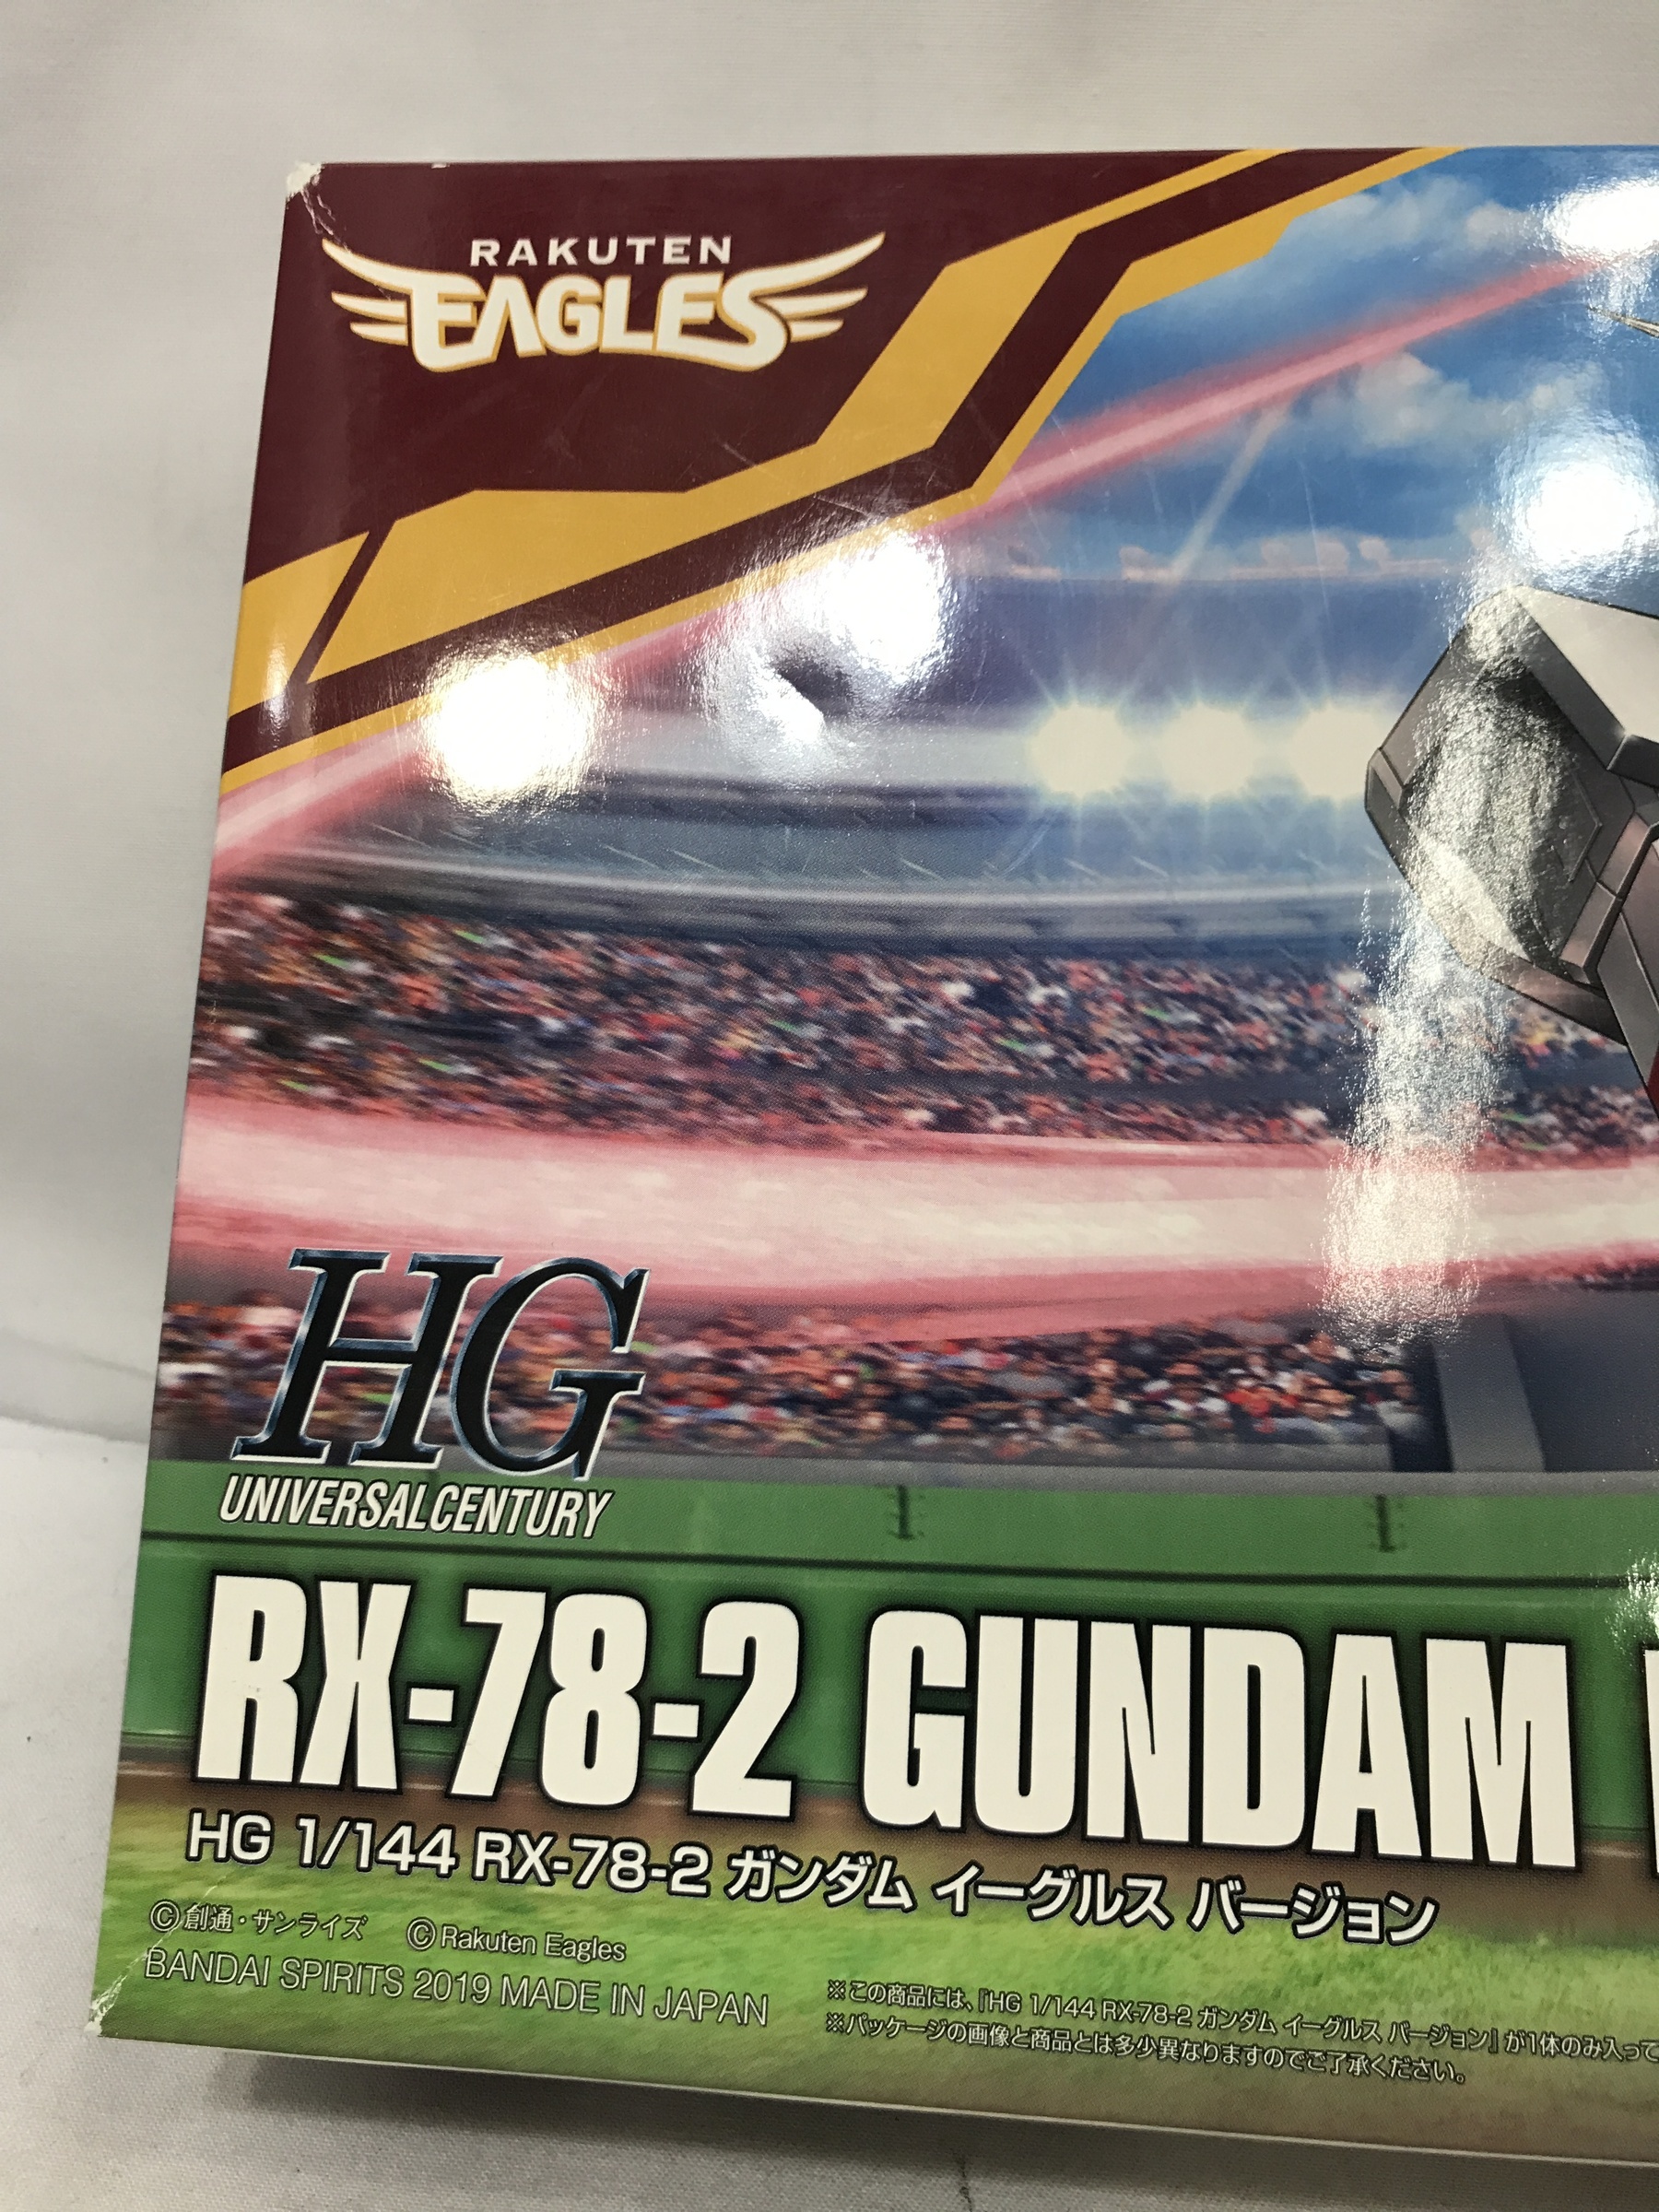 RAKUTEN
EAGLES
HG
UNIVERSAL CENTURY
RX-78-2 GUNDAM
HG 1/144 RX-78-2 ガンダム イーグルス バージョン
©創通・サンライズ ©Rakuten Eagles
BANDAI SPIRITS 2019 MADE IN JAPAN
※この商品には、『HG 1/144 RX-78-2 ガンダム イーグルス バージョン』が1体のみ入って
※パッケージの画像と商品とは多少異なりますのでご了承ください。